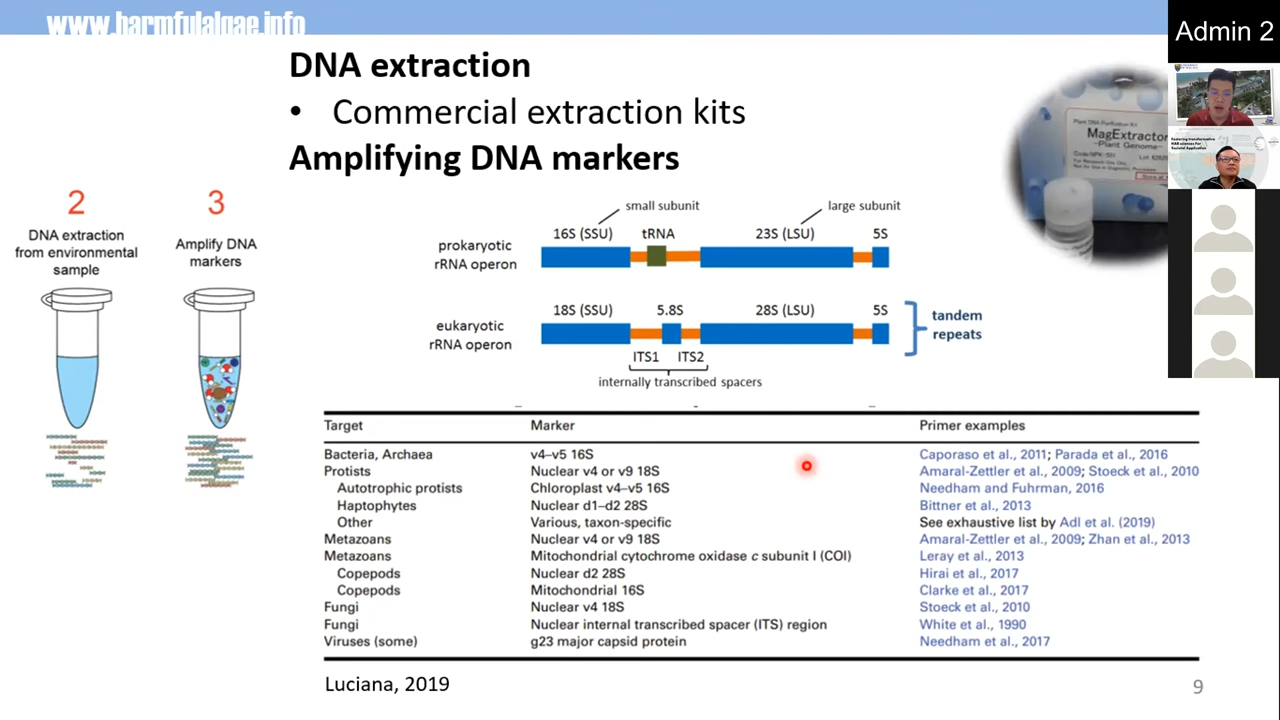 www.harmfulalgae.info
Admin 2
DNA extraction
• Commercial extraction kits
Amplifying DNA markers
Plant DNA Purification Kit
MagExtractor
-Plant Genome-
2
DNA extraction
from environmental
sample
3
Amplify DNA
markers
small subunit
large subunit
prokaryotic
rRNA operon
16S (SSU)
tRNA
23S (LSU)
5S
eukaryotic
rRNA operon
18S (SSU)
5.8S
28S (LSU)
5S
tandem
repeats
ITS1
ITS2
internally transcribed spacers
Target Marker Primer examples
Bacteria, Archaea v4–v5 16S Caporaso et al., 2011; Parada et al., 2016
Protists Nuclear v4 or v9 18S Amaral-Zettler et al., 2009; Stoeck et al., 2010
Autotrophic protists Chloroplast v4–v5 16S Needham and Fuhrman, 2016
Haptophytes Nuclear d1–d2 28S Bittner et al., 2013
Other Various, taxon-specific See exhaustive list by Adl et al. (2019)
Metazoans Nuclear v4 or v9 18S Amaral-Zettler et al., 2009; Zhan et al., 2013
Metazoans Mitochondrial cytochrome oxidase c subunit I (COI) Leray et al., 2013
Copepods Nuclear d2 28S Hirai et al., 2017
Copepods Mitochondrial 16S Clarke et al., 2017
Fungi Nuclear v4 18S Stoeck et al., 2010
Fungi Nuclear internal transcribed spacer (ITS) region White et al., 1990
Viruses (some) g23 major capsid protein Needham et al., 2017
Luciana, 2019
9